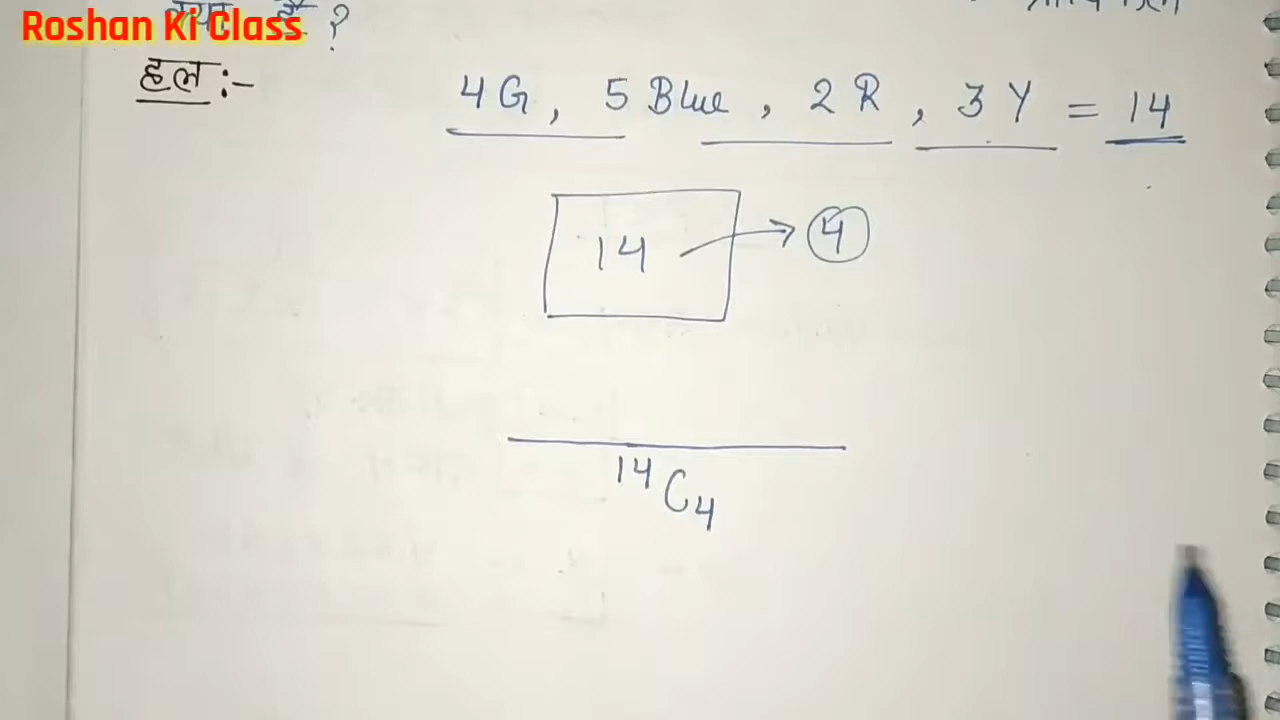 Roshan Ki Class
?
हल :-
4G, 5 Blue, 2 R, 3 Y = 14
14 → 4
¹⁴C₄